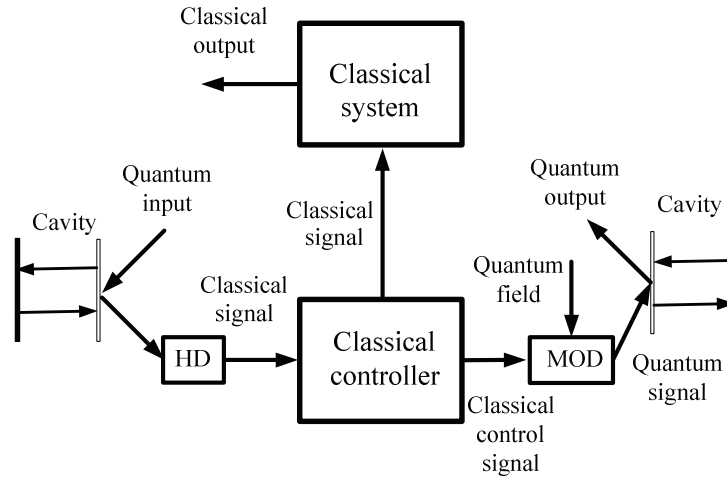 Classical
output
Classical
system
Quantum
input
Cavity
Classical
signal
Quantum
output
Cavity
Classical
signal
Quantum
field
HD
Classical
controller
MOD
Quantum
signal
Classical
control
signal